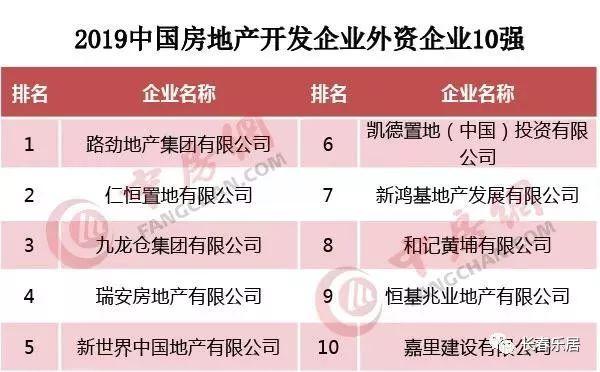 2019中国房地产开发企业外资企业10强
排名 企业名称 排名 企业名称
1 路劲地产集团有限公司 6 凯德置地（中国）投资有限
公司
2 仁恒置地有限公司 7 新鸿基地产发展有限公司
3 九龙仓集团有限公司 8 和记黄埔有限公司
4 瑞安房地产有限公司 9 恒基兆业地产有限公司
5 新世界中国地产有限公司 10 嘉里建设有限公司
中房網
FANGCHAN.COM
中房網
FANGCHAN.COM
长春乐居